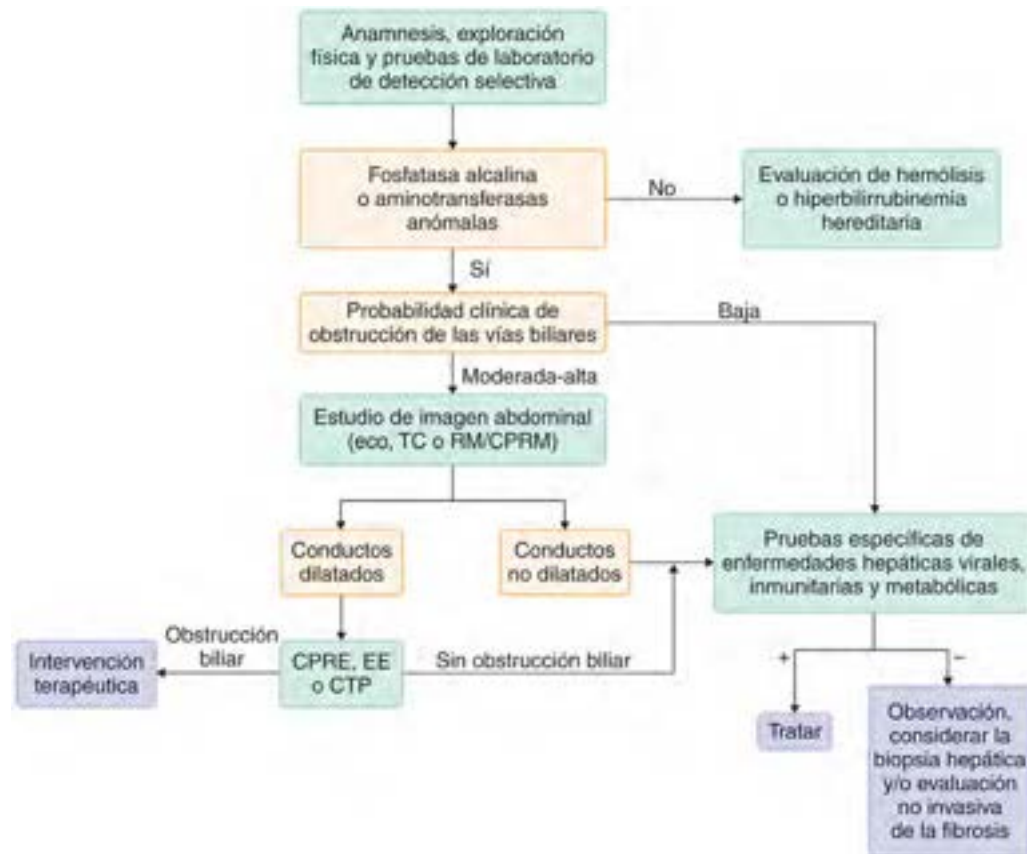 Anamnesis, exploración
física y pruebas de laboratorio
de detección selectiva
Fosfatasa alcalina
o aminotransferasas
anómalas
No
Evaluación de hemólisis
o hiperbilirrubinemia
hereditaria
Sí
Probabilidad clínica de
obstrucción de las vías biliares
Baja
Moderada-alta
Estudio de imagen abdominal
(eco, TC o RM/CPRM)
Conductos
dilatados
Conductos
no dilatados
Pruebas específicas de
enfermedades hepáticas virales,
inmunitarias y metabólicas
Obstrucción
biliar
Intervención
terapéutica
CPRE, EE
o CTP
Sin obstrucción biliar
+
–
Tratar
Observación,
considerar la
biopsia hepática
y/o evaluación
no invasiva
de la fibrosis